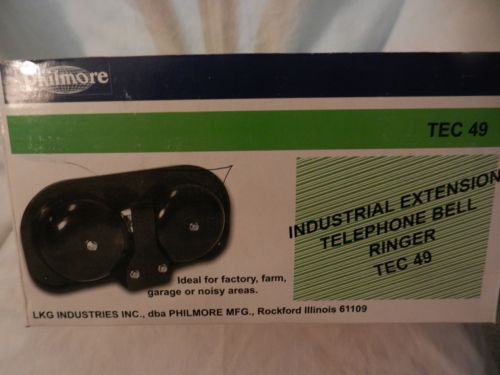 Philmore
TEC 49
INDUSTRIAL EXTENSION
TELEPHONE BELL
RINGER
TEC 49
Ideal for factory, farm,
garage or noisy areas.
LKG INDUSTRIES INC., dba PHILMORE MFG., Rockford Illinois 61109